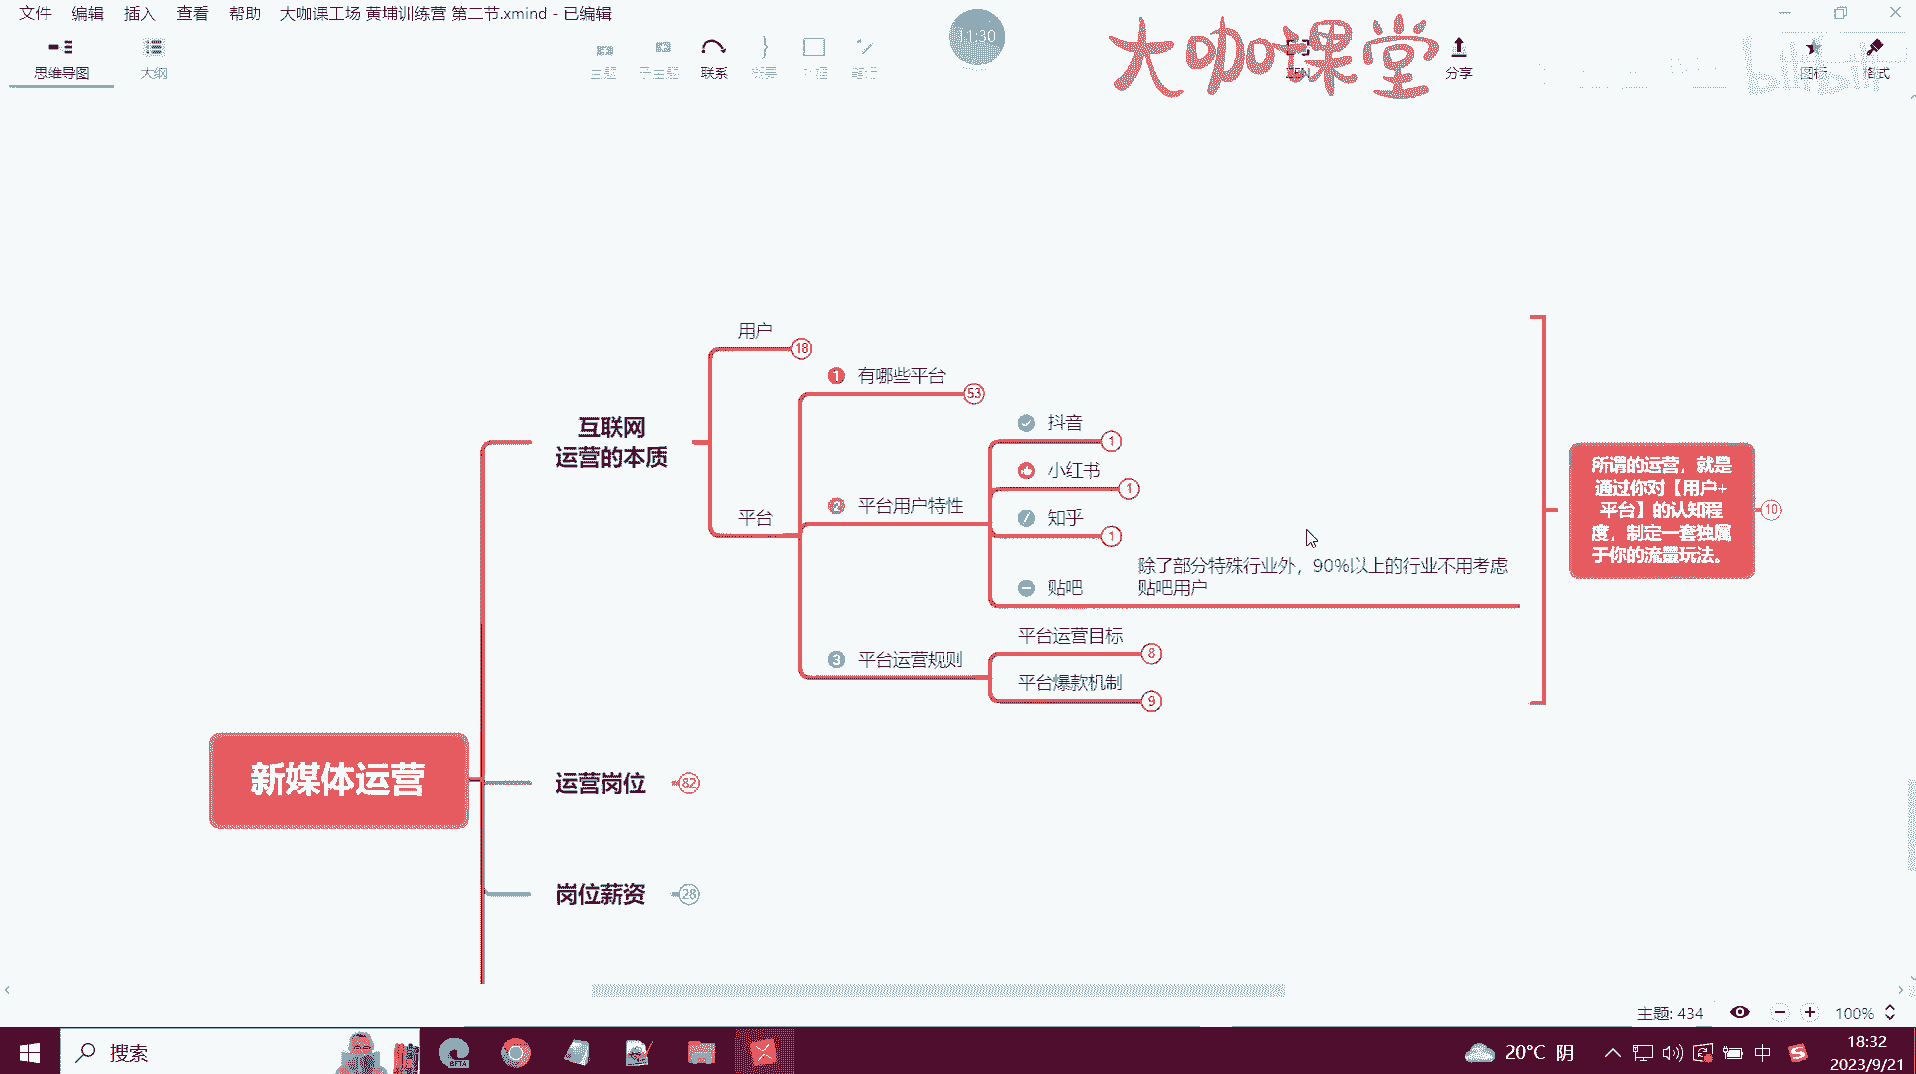 文件 编辑 插入 查看 帮助 大咖课工场 黄埔训练营 第二节.xmind - 已编辑
思维导图
大纲
主题
子主题
联系
概要
外框
笔记
11:30
大咖课堂
ZEN
分享
图标
格式
bilibili
用户
18
1 有哪些平台
53
互联网
运营的本质
平台
2 平台用户特性
抖音
1
小红书
1
知乎
1
贴吧
除了部分特殊行业外，90%以上的行业不用考虑
贴吧用户
3 平台运营规则
平台运营目标
8
平台爆款机制
9
所谓的运营，就是
通过你对【用户+
平台】的认知程
度，制定一套独属
于你的流量玩法。
10
新媒体运营
运营岗位
82
岗位薪资
28
主题: 434
100%
搜索
BETA
20°C 阴
中
18:32
2023/9/21